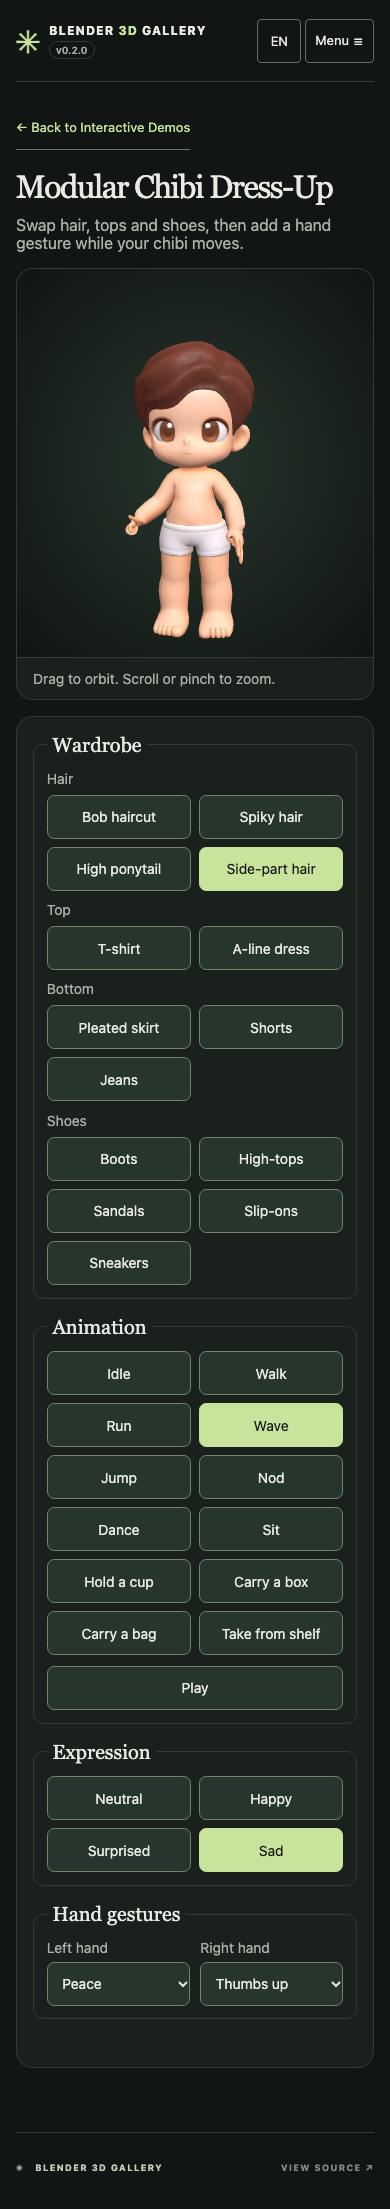 BLENDER 3D GALLERY
v0.2.0
EN
Menu ≡
← Back to Interactive Demos
Modular Chibi Dress-Up
Swap hair, tops and shoes, then add a hand
gesture while your chibi moves.
Drag to orbit. Scroll or pinch to zoom.
Wardrobe
Hair
Bob haircut
Spiky hair
High ponytail
Side-part hair
Top
T-shirt
A-line dress
Bottom
Pleated skirt
Shorts
Jeans
Shoes
Boots
High-tops
Sandals
Slip-ons
Sneakers
Animation
Idle
Walk
Run
Wave
Jump
Nod
Dance
Sit
Hold a cup
Carry a box
Carry a bag
Take from shelf
Play
Expression
Neutral
Happy
Surprised
Sad
Hand gestures
Left hand
Right hand
Peace
Thumbs up
BLENDER 3D GALLERY
VIEW SOURCE ↗